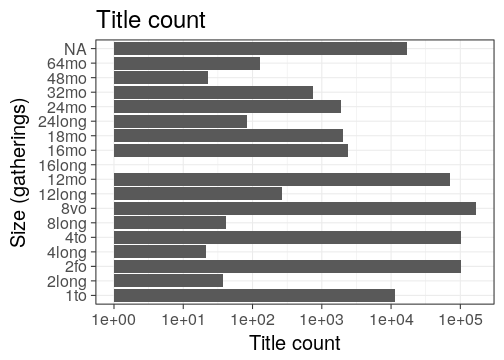 Title count
Size (gatherings)
NA
64mo
48mo
32mo
24mo
24long
18mo
16mo
16long
12mo
12long
8vo
8long
4to
4long
2fo
2long
1to
1e+00 1e+01 1e+02 1e+03 1e+04 1e+05
Title count